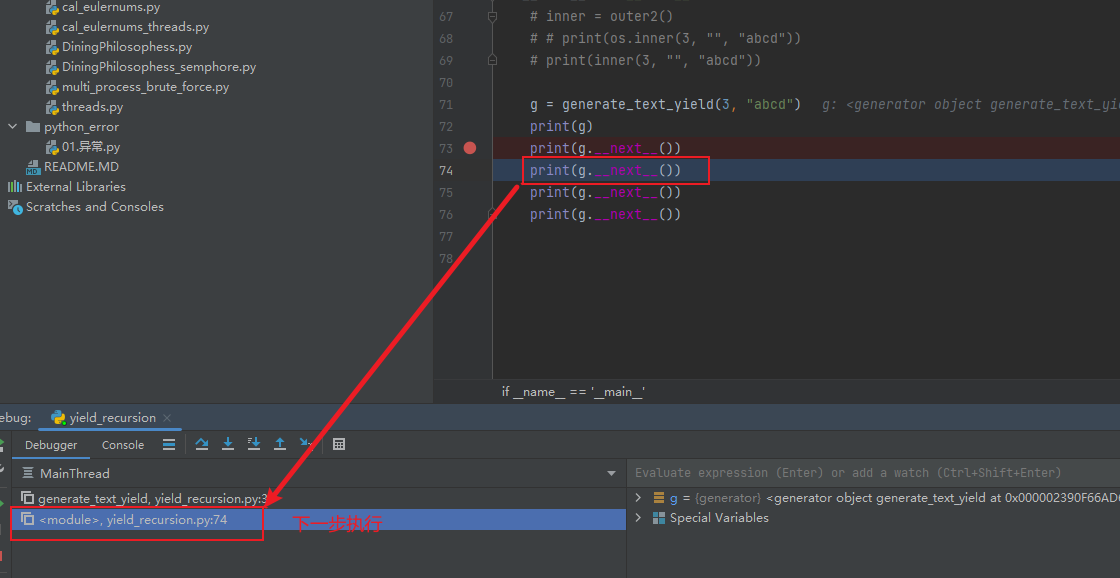 cal_eulernums.py
cal_eulernums_threads.py
DiningPhilosophess.py
DiningPhilosophess_semphore.py
multi_process_brute_force.py
threads.py
python_error
01.异常.py
README.MD
External Libraries
Scratches and Consoles
67 # inner = outer2()
68 # # print(os.inner(3, "", "abcd"))
69 # print(inner(3, "", "abcd"))
70
71 g = generate_text_yield(3, "abcd") g: <generator object generate_text_yi
72 print(g)
73 print(g.__next__())
74 print(g.__next__())
75 print(g.__next__())
76 print(g.__next__())
77
78
if __name__ == '__main__'
ebug: yield_recursion
Debugger Console
MainThread
Evaluate expression (Enter) or add a watch (Ctrl+Shift+Enter)
generate_text_yield, yield_recursion.py:3
<module>, yield_recursion.py:74
下一步执行
g = {generator} <generator object generate_text_yield at 0x000002390F66AD
Special Variables